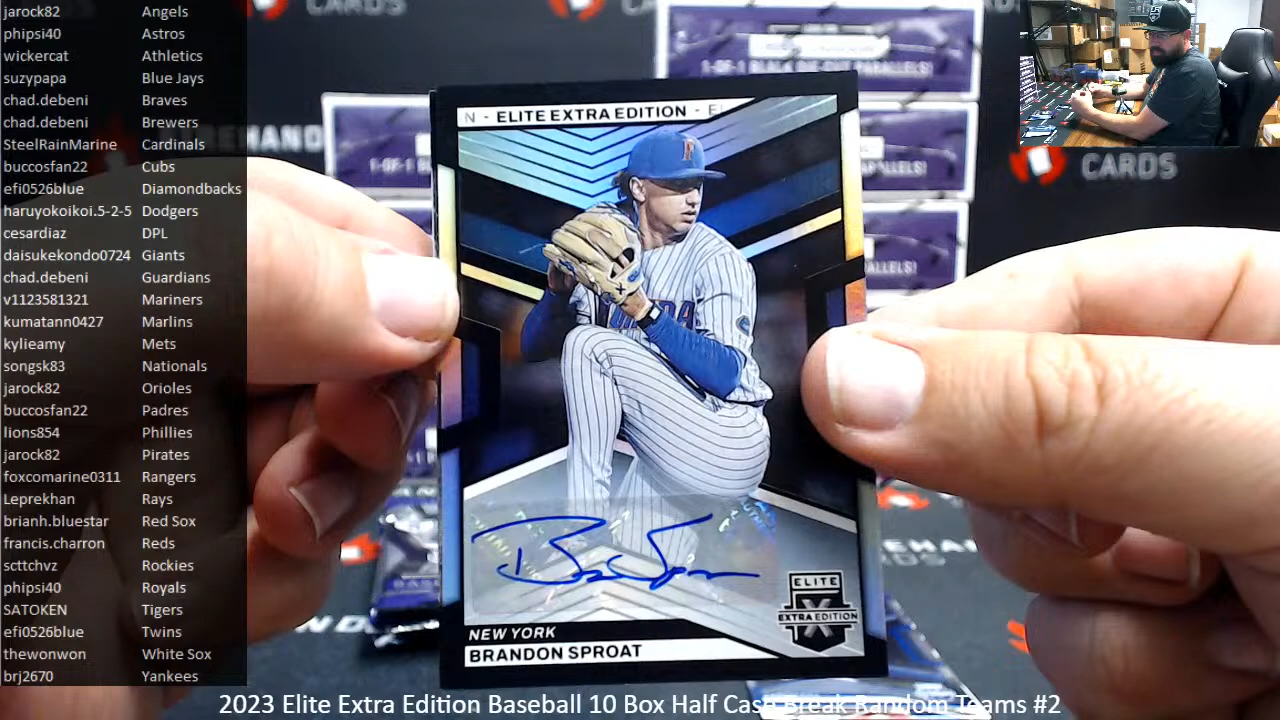 jarock82 Angels
phipsi40 Astros
wickercat Athletics
suzypapa Blue Jays
chad.debeni Braves
chad.debeni Brewers
SteelRainMarine Cardinals
buccosfan22 Cubs
efi0526blue Diamondbacks
haruyokoikoi.5-2-5 Dodgers
cesardiaz DPL
daisukekondo0724 Giants
chad.debeni Guardians
v1123581321 Mariners
kumatann0427 Marlins
kylieamy Mets
songsk83 Nationals
jarock82 Orioles
buccosfan22 Padres
lions854 Phillies
jarock82 Pirates
foxcomarine0311 Rangers
Leprekhan Rays
brianh.bluestar Red Sox
francis.charron Reds
scttchvz Rockies
phipsi40 Royals
SATOKEN Tigers
efi0526blue Twins
thewonwon White Sox
brj2670 Yankees
CARDS
1-OF-1 BLACK DIE-CUT PARALLELS!
N - ELITE EXTRA EDITION - E
F
CARDS
1-OF-1
ALLELS!
ELITE
X
EXTRA EDITION
NEW YORK
BRANDON SPROAT
2023 Elite Extra Edition Baseball 10 Box Half Case Break Random Teams #2